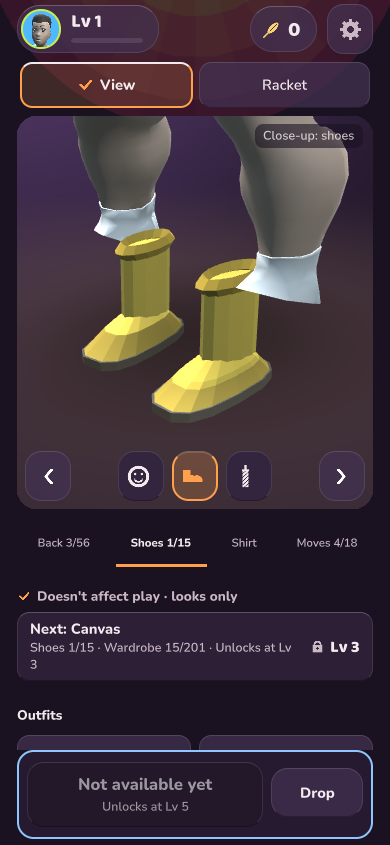 Lv 1
0
View
Racket
Close-up: shoes
Back 3/56
Shoes 1/15
Shirt
Moves 4/18
Doesn't affect play · looks only
Next: Canvas
Shoes 1/15 · Wardrobe 15/201 · Unlocks at Lv
3
Lv 3
Outfits
Not available yet
Unlocks at Lv 5
Drop